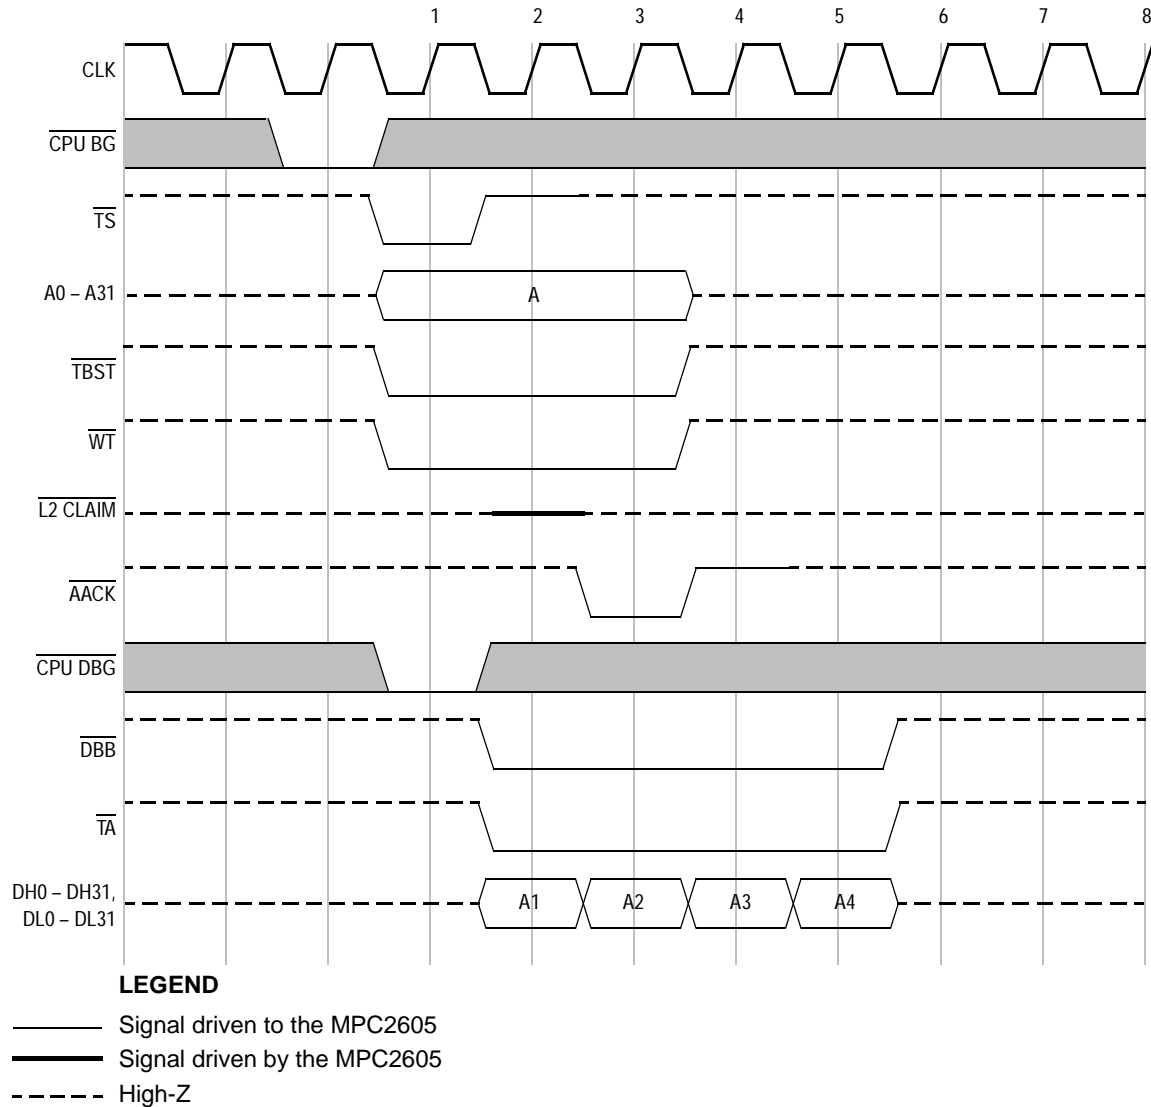 1 2 3 4 5 6 7 8
CLK
CPU BG
TS
A0 – A31
A
TBST
WT
L2 CLAIM
AACK
CPU DBG
DBB
TA
DH0 – DH31,
DL0 – DL31
A1 A2 A3 A4
LEGEND
Signal driven to the MPC2605
Signal driven by the MPC2605
High-Z